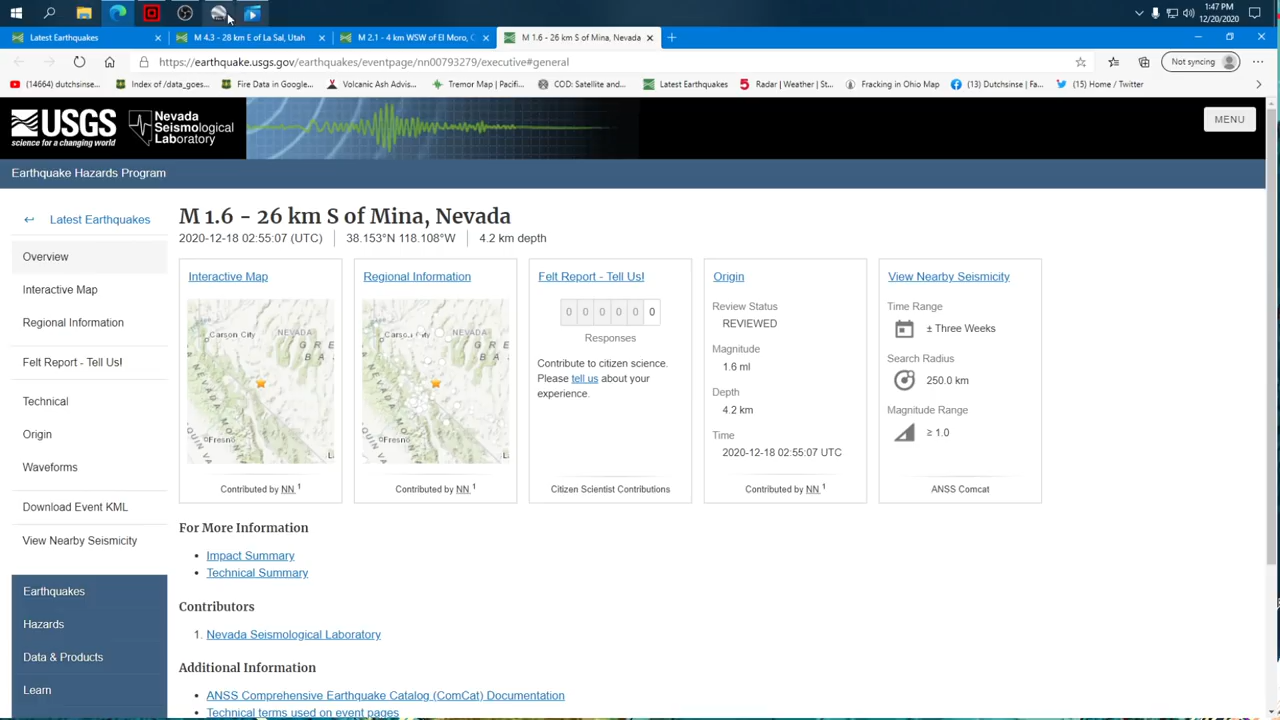 1:47 PM
12/20/2020
Latest Earthquakes
M 4.3 - 28 km E of La Sal, Utah
M 2.1 - 4 km WSW of El Moro, C
M 1.6 - 26 km S of Mina, Nevada
https://earthquake.usgs.gov/earthquakes/eventpage/nn00793279/executive#general
Not syncing
(14664) dutchsinse...
Index of /data_goes...
Fire Data in Google...
Volcanic Ash Advis...
Tremor Map | Pacifi...
COD: Satellite and...
Latest Earthquakes
Radar | Weather | St...
Fracking in Ohio Map
(13) Dutchsinse | Fa...
(15) Home / Twitter
USGS
science for a changing world
Nevada
Seismological
Laboratory
MENU
Earthquake Hazards Program
Latest Earthquakes
Overview
Interactive Map
Regional Information
Felt Report - Tell Us!
Technical
Origin
Waveforms
Download Event KML
View Nearby Seismicity
Earthquakes
Hazards
Data & Products
Learn
M 1.6 - 26 km S of Mina, Nevada
2020-12-18 02:55:07 (UTC)
38.153°N 118.108°W
4.2 km depth
Interactive Map
Carson City
NEVADA
Fresno
Contributed by NN 1
Regional Information
NEVADA
Fresno
Contributed by NN 1
Felt Report - Tell Us!
0 0 0 0 0 0
Responses
Contribute to citizen science.
Please tell us about your
experience.
Citizen Scientist Contributions
Origin
Review Status
REVIEWED
Magnitude
1.6 ml
Depth
4.2 km
Time
2020-12-18 02:55:07 UTC
Contributed by NN 1
View Nearby Seismicity
Time Range
± Three Weeks
Search Radius
250.0 km
Magnitude Range
≥ 1.0
ANSS Comcat
For More Information
• Impact Summary
• Technical Summary
Contributors
1. Nevada Seismological Laboratory
Additional Information
• ANSS Comprehensive Earthquake Catalog (ComCat) Documentation
• Technical terms used on event pages